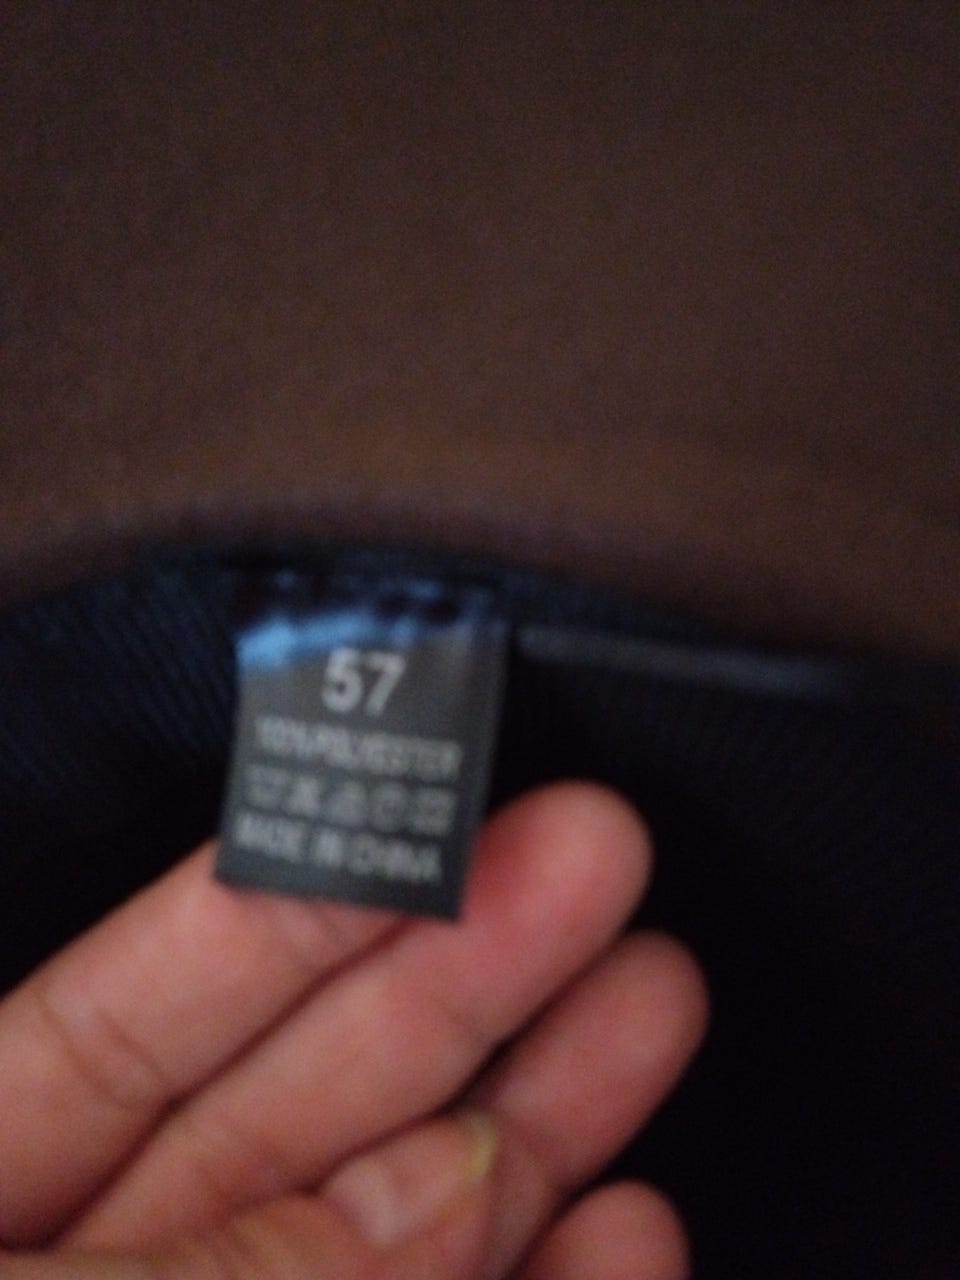 57
100% POLYESTER
MADE IN CHINA